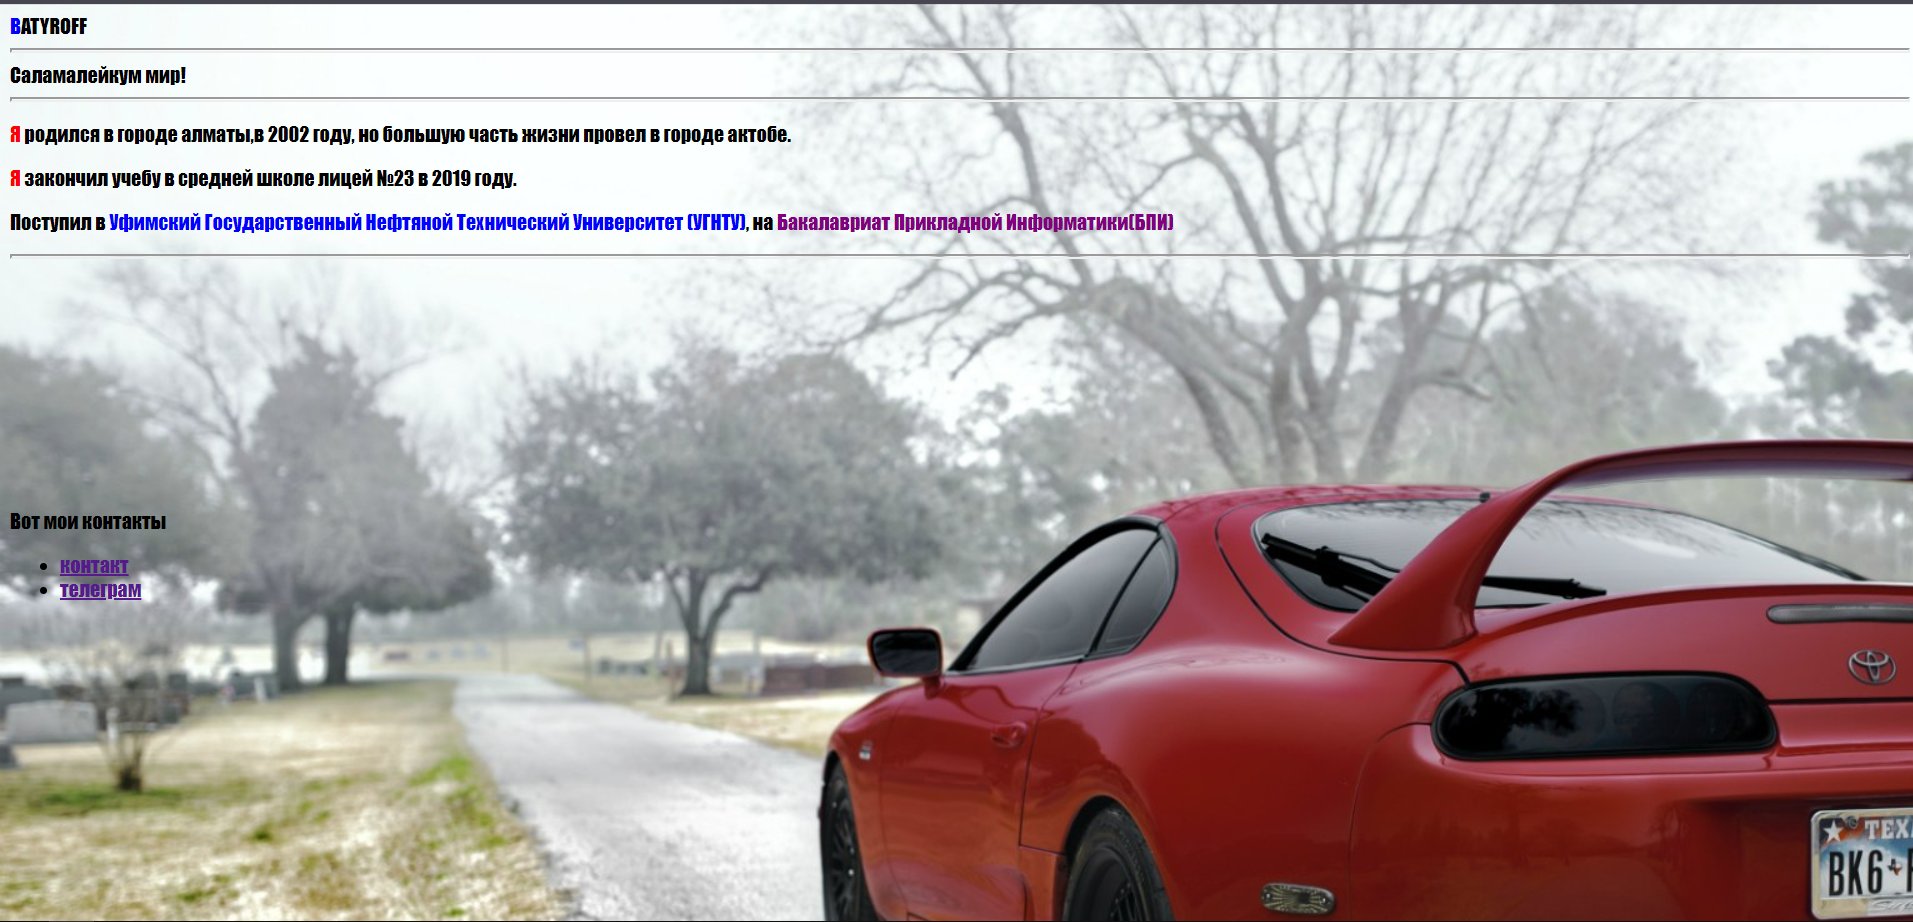 BATYROFF
Саламалейкум мир!
Я родился в городе алматы,в 2002 году, но большую часть жизни провел в городе актобе.
Я закончил учебу в средней школе лицей №23 в 2019 году.
Поступил в Уфимский Государственный Нефтяной Технический Университет (УГНТУ), на Бакалавриат Прикладной Информатики(БПИ)
Вот мои контакты
контакт
телеграм
BK6